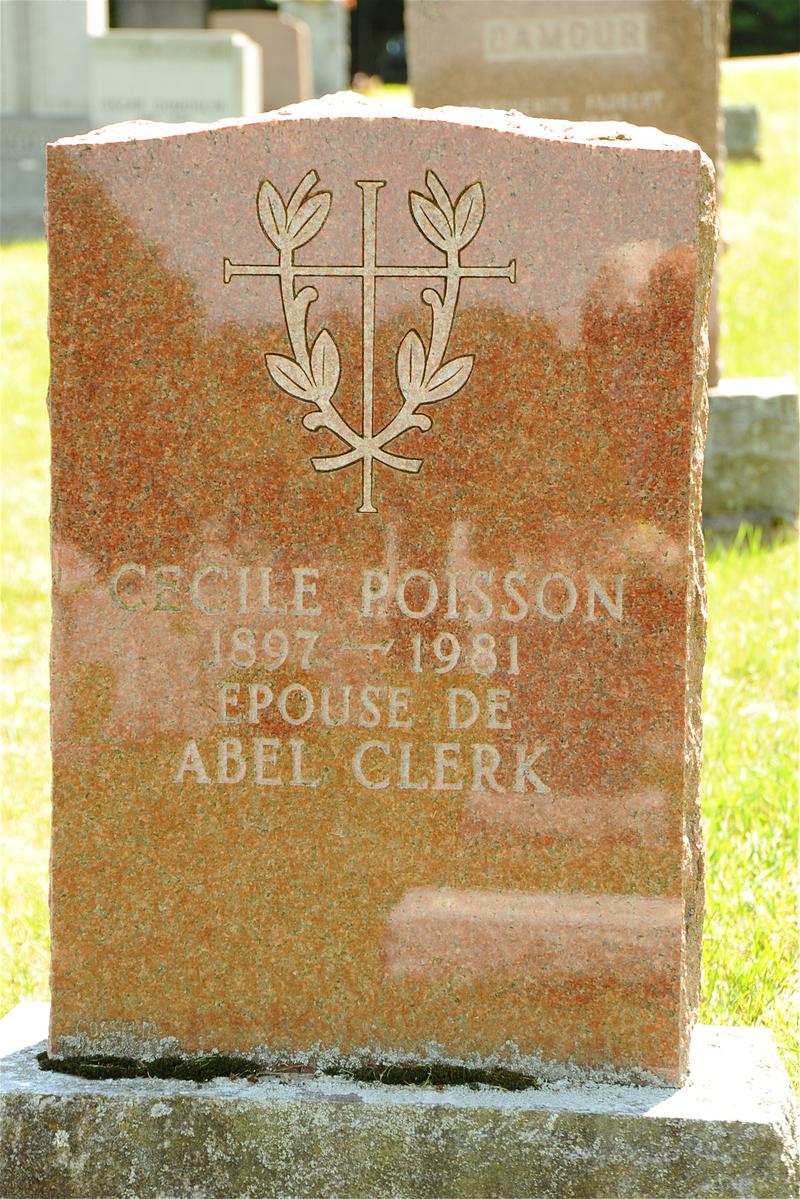 DAMOUR
CECILE POISSON
1897 — 1981
EPOUSE DE
ABEL CLERK